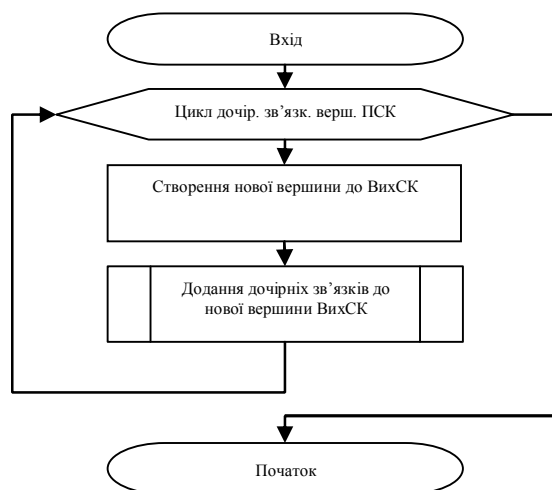 Вхід
Цикл дочір. зв’язк. верш. ПСК
Створення нової вершини до ВихСК
Додання дочірніх зв’язків до
нової вершини ВихСК
Початок